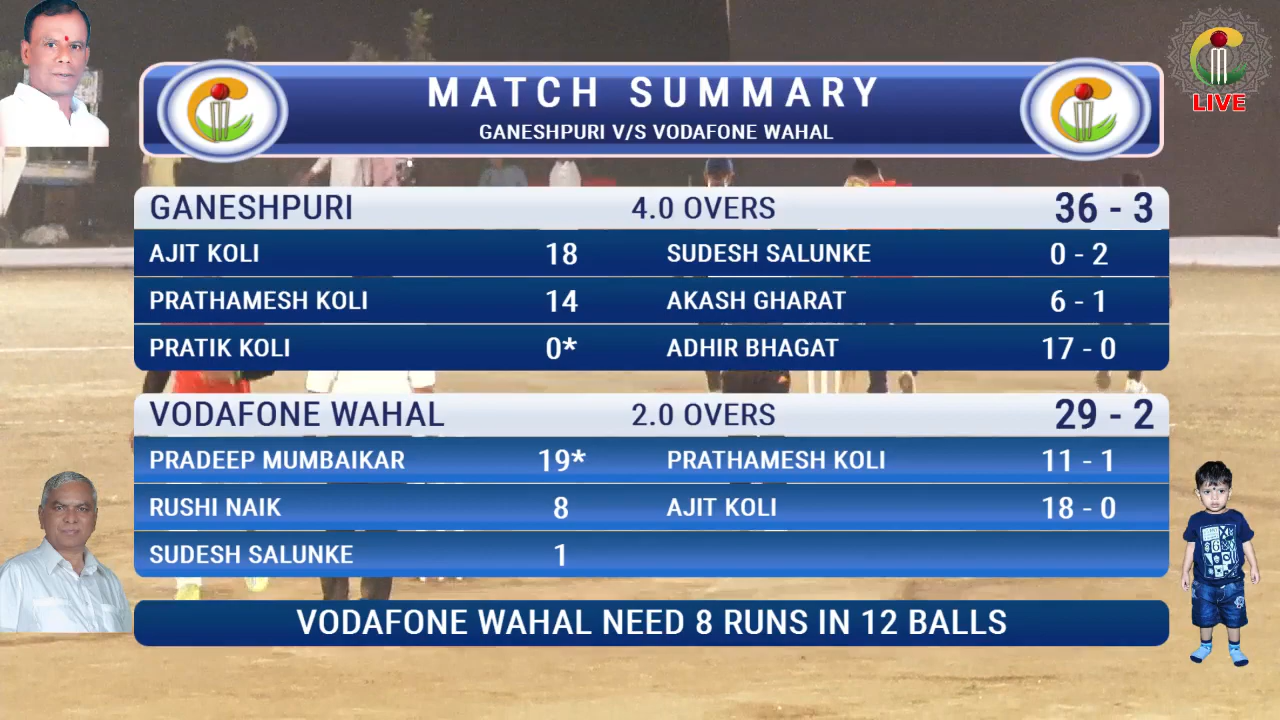 MATCH SUMMARY
GANESHPURI V/S VODAFONE WAHAL
LIVE
GANESHPURI 4.0 OVERS 36 - 3
AJIT KOLI 18 SUDESH SALUNKE 0 - 2
PRATHAMESH KOLI 14 AKASH GHARAT 6 - 1
PRATIK KOLI 0* ADHIR BHAGAT 17 - 0
VODAFONE WAHAL 2.0 OVERS 29 - 2
PRADEEP MUMBAIKAR 19* PRATHAMESH KOLI 11 - 1
RUSHI NAIK 8 AJIT KOLI 18 - 0
SUDESH SALUNKE 1
VODAFONE WAHAL NEED 8 RUNS IN 12 BALLS